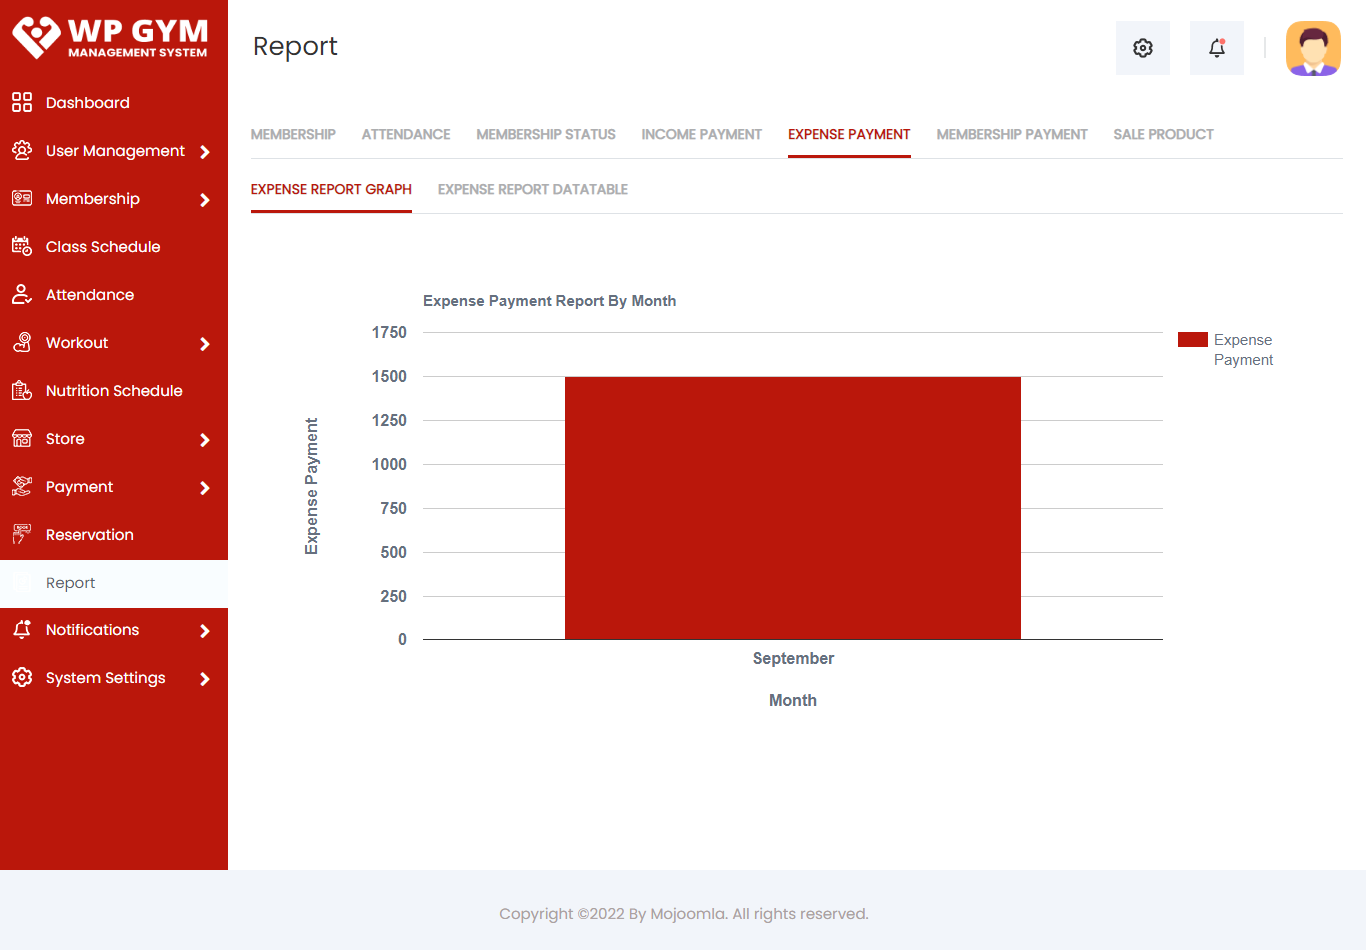 WP GYM
MANAGEMENT SYSTEM
Dashboard
User Management
Membership
Class Schedule
Attendance
Workout
Nutrition Schedule
Store
Payment
Reservation
Report
Notifications
System Settings
Report
MEMBERSHIP ATTENDANCE MEMBERSHIP STATUS INCOME PAYMENT EXPENSE PAYMENT MEMBERSHIP PAYMENT SALE PRODUCT
EXPENSE REPORT GRAPH EXPENSE REPORT DATATABLE
Expense Payment Report By Month
1750
1500
1250
1000
750
500
250
0
Expense Payment
September
Month
Expense
Payment
Copyright ©2022 By Mojoomla. All rights reserved.